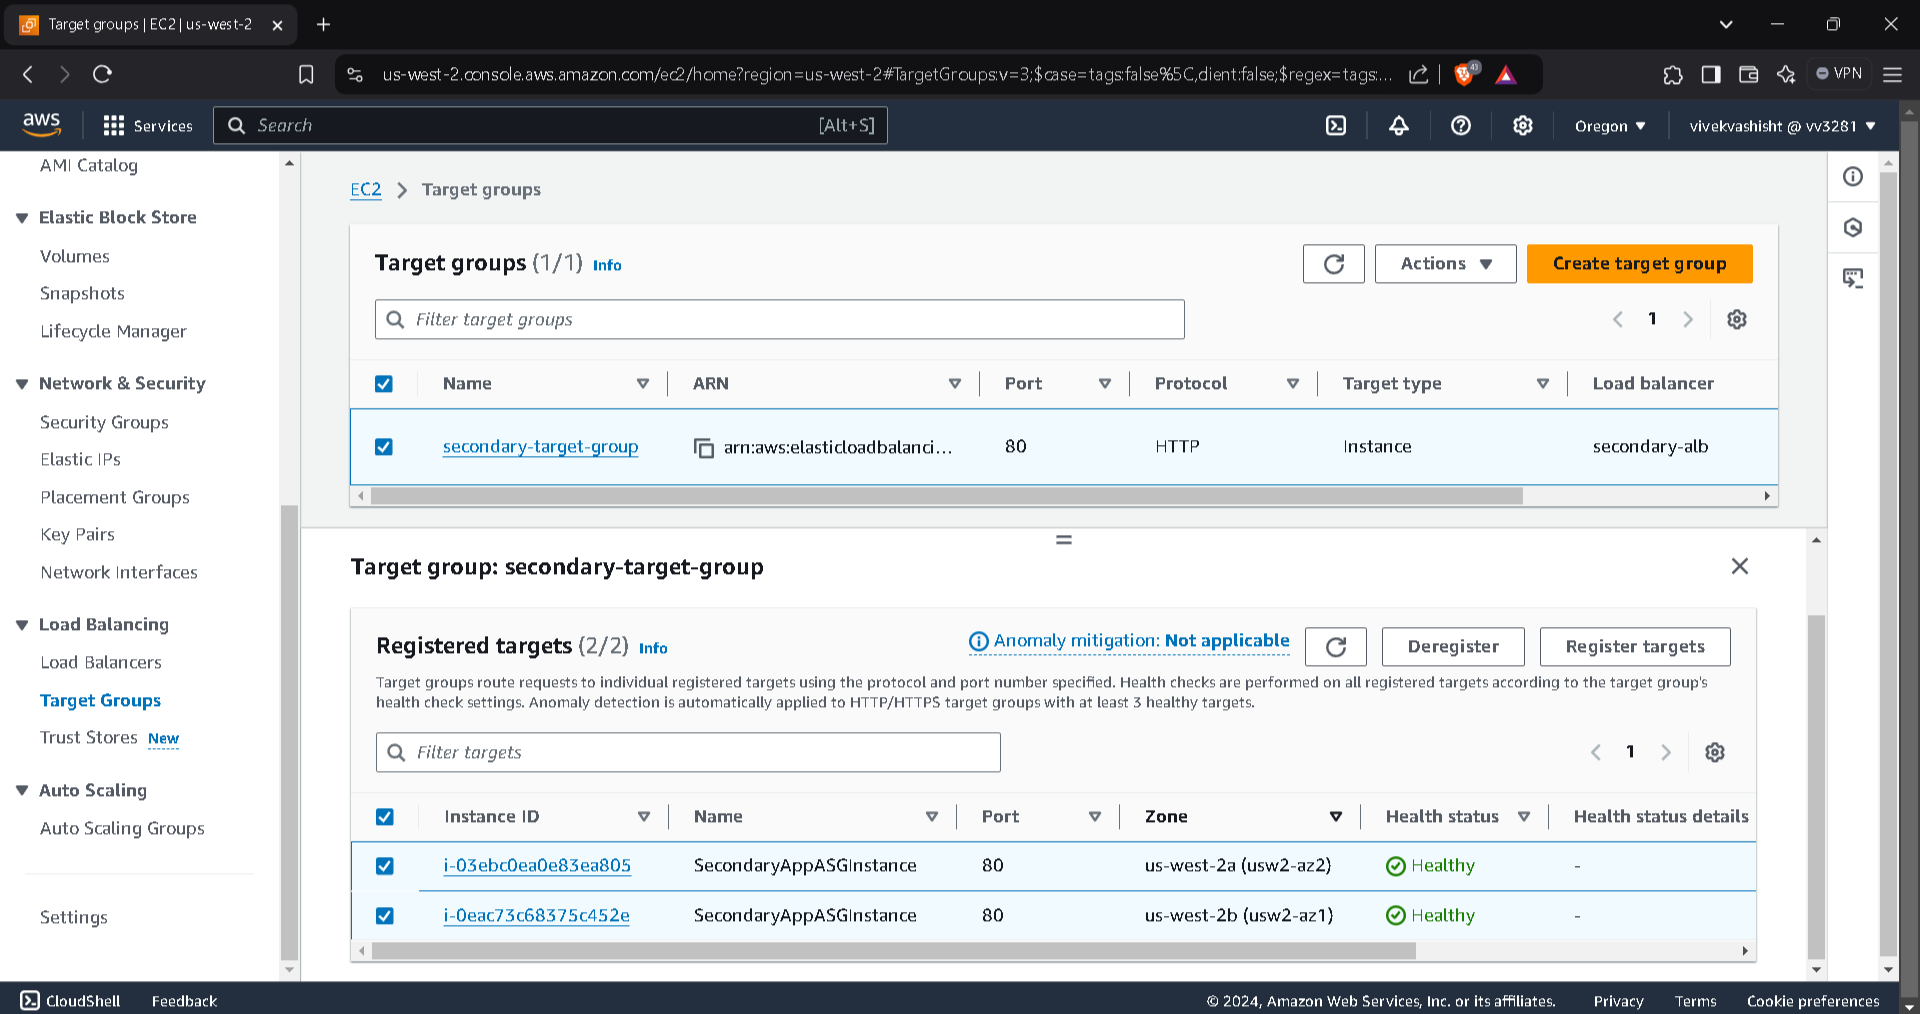 Target groups | EC2 | us-west-2
us-west-2.console.aws.amazon.com/ec2/home?region=us-west-2#TargetGroups:v=3;$case=tags:false%5C,client:false;$regex=tags:...
43
VPN
aws
Services
Search
[Alt+S]
Oregon
vivekvashisht @ vv3281
AMI Catalog
Elastic Block Store
Volumes
Snapshots
Lifecycle Manager
Network & Security
Security Groups
Elastic IPs
Placement Groups
Key Pairs
Network Interfaces
Load Balancing
Load Balancers
Target Groups
Trust Stores New
Auto Scaling
Auto Scaling Groups
Settings
EC2 > Target groups
Target groups (1/1) Info
Actions
Create target group
Filter target groups
1
Name ARN Port Protocol Target type Load balancer
secondary-target-group arn:aws:elasticloadbalanci... 80 HTTP Instance secondary-alb
Target group: secondary-target-group
Registered targets (2/2) Info
Anomaly mitigation: Not applicable
Deregister
Register targets
Target groups route requests to individual registered targets using the protocol and port number specified. Health checks are performed on all registered targets according to the target group's
health check settings. Anomaly detection is automatically applied to HTTP/HTTPS target groups with at least 3 healthy targets.
Filter targets
1
Instance ID Name Port Zone Health status Health status details
i-03ebc0ea0e83ea805 SecondaryAppASGInstance 80 us-west-2a (usw2-az2) Healthy -
i-0eac73c68375c452e SecondaryAppASGInstance 80 us-west-2b (usw2-az1) Healthy -
CloudShell
Feedback
© 2024, Amazon Web Services, Inc. or its affiliates.
Privacy
Terms
Cookie preferences